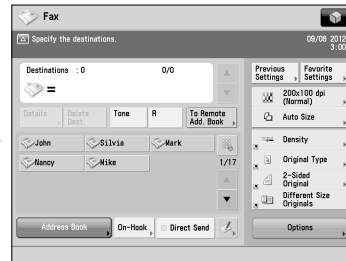 Fax
Specify the destinations.
09/08 2012
3:00
Destinations : 0
0/0
=
Previous Settings
Favorite Settings
200x100 dpi (Normal)
Auto Size
Details
Delete Dest.
Tone
R
To Remote Add. Book
John
Silvia
Mark
Nancy
Mike
1/17
Density
Original Type
2-Sided Original
Different Size Originals
Address Book
On-Hook
Direct Send
Options